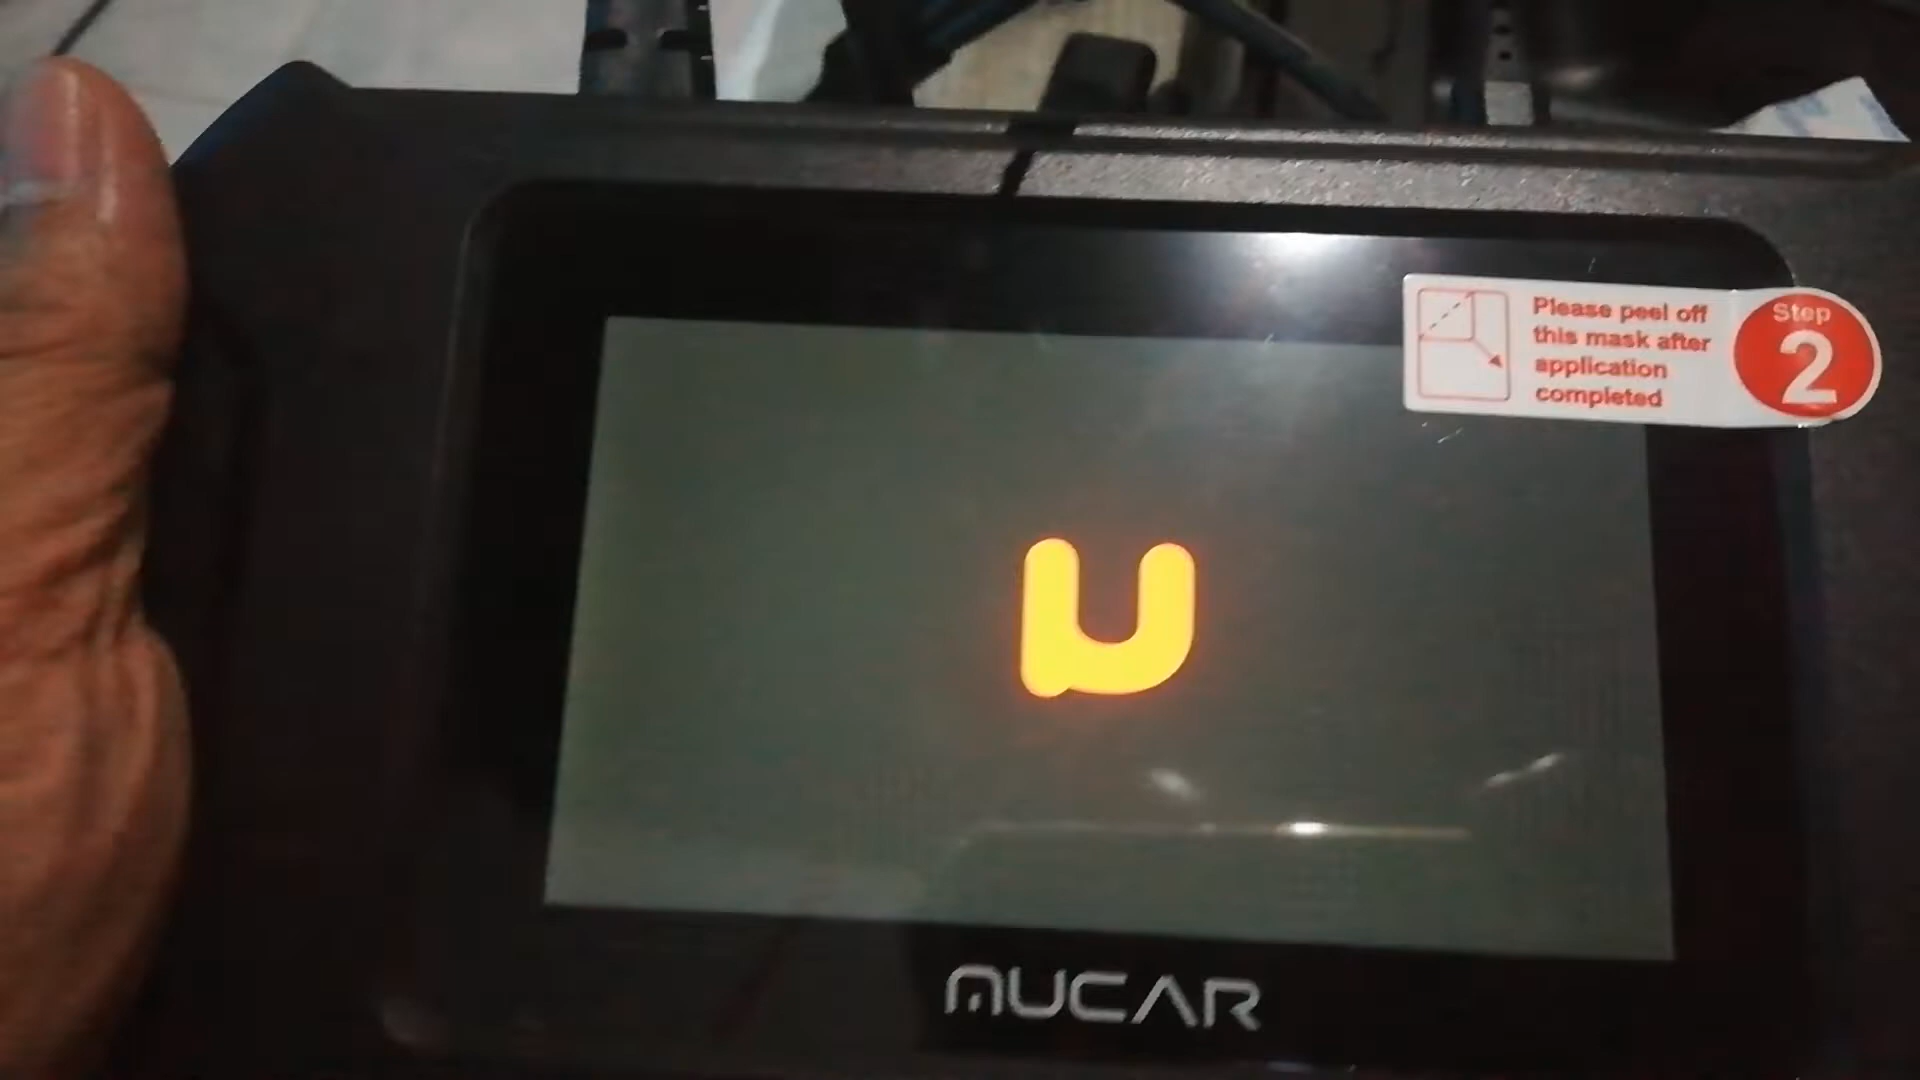 Please peel off
this mask after
application
completed
Step
2
MUCAR